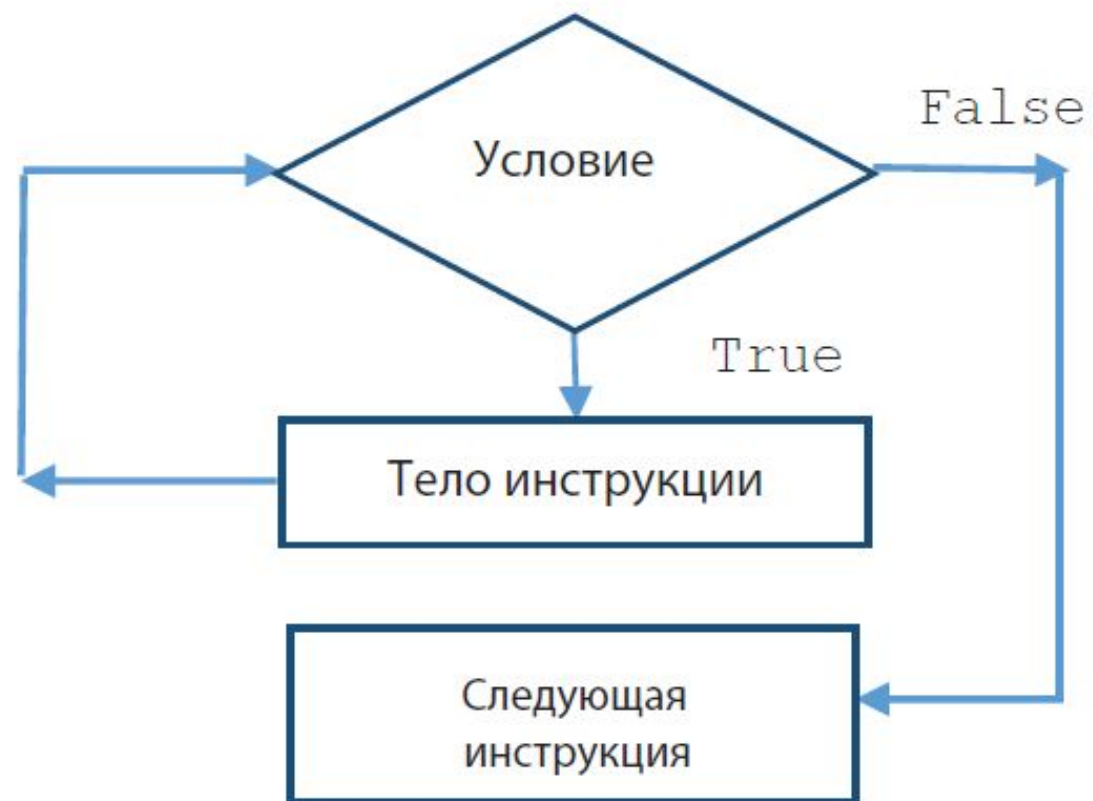 False
Условие
True
Тело инструкции
Следующая
инструкция